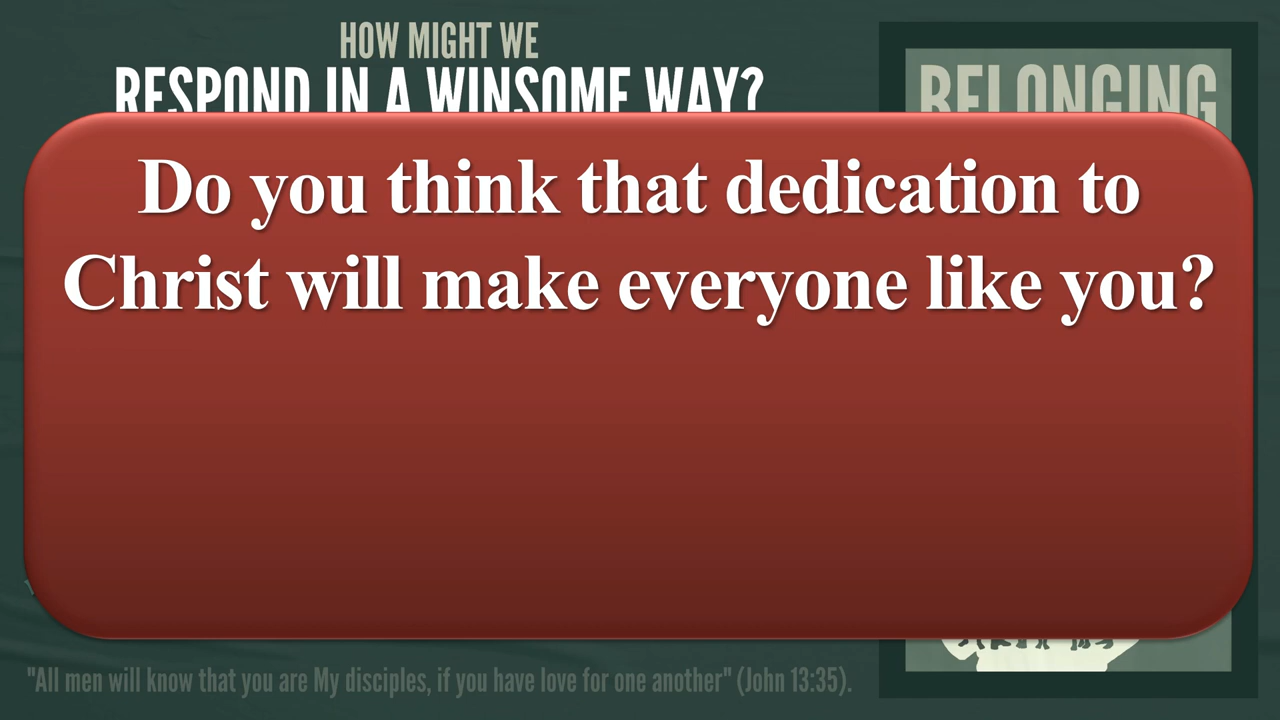 HOW MIGHT WE
RESPOND IN A WINSOME WAY?
BELONGING
Do you think that dedication to
Christ will make everyone like you?
"All men will know that you are My disciples, if you have love for one another" (John 13:35).